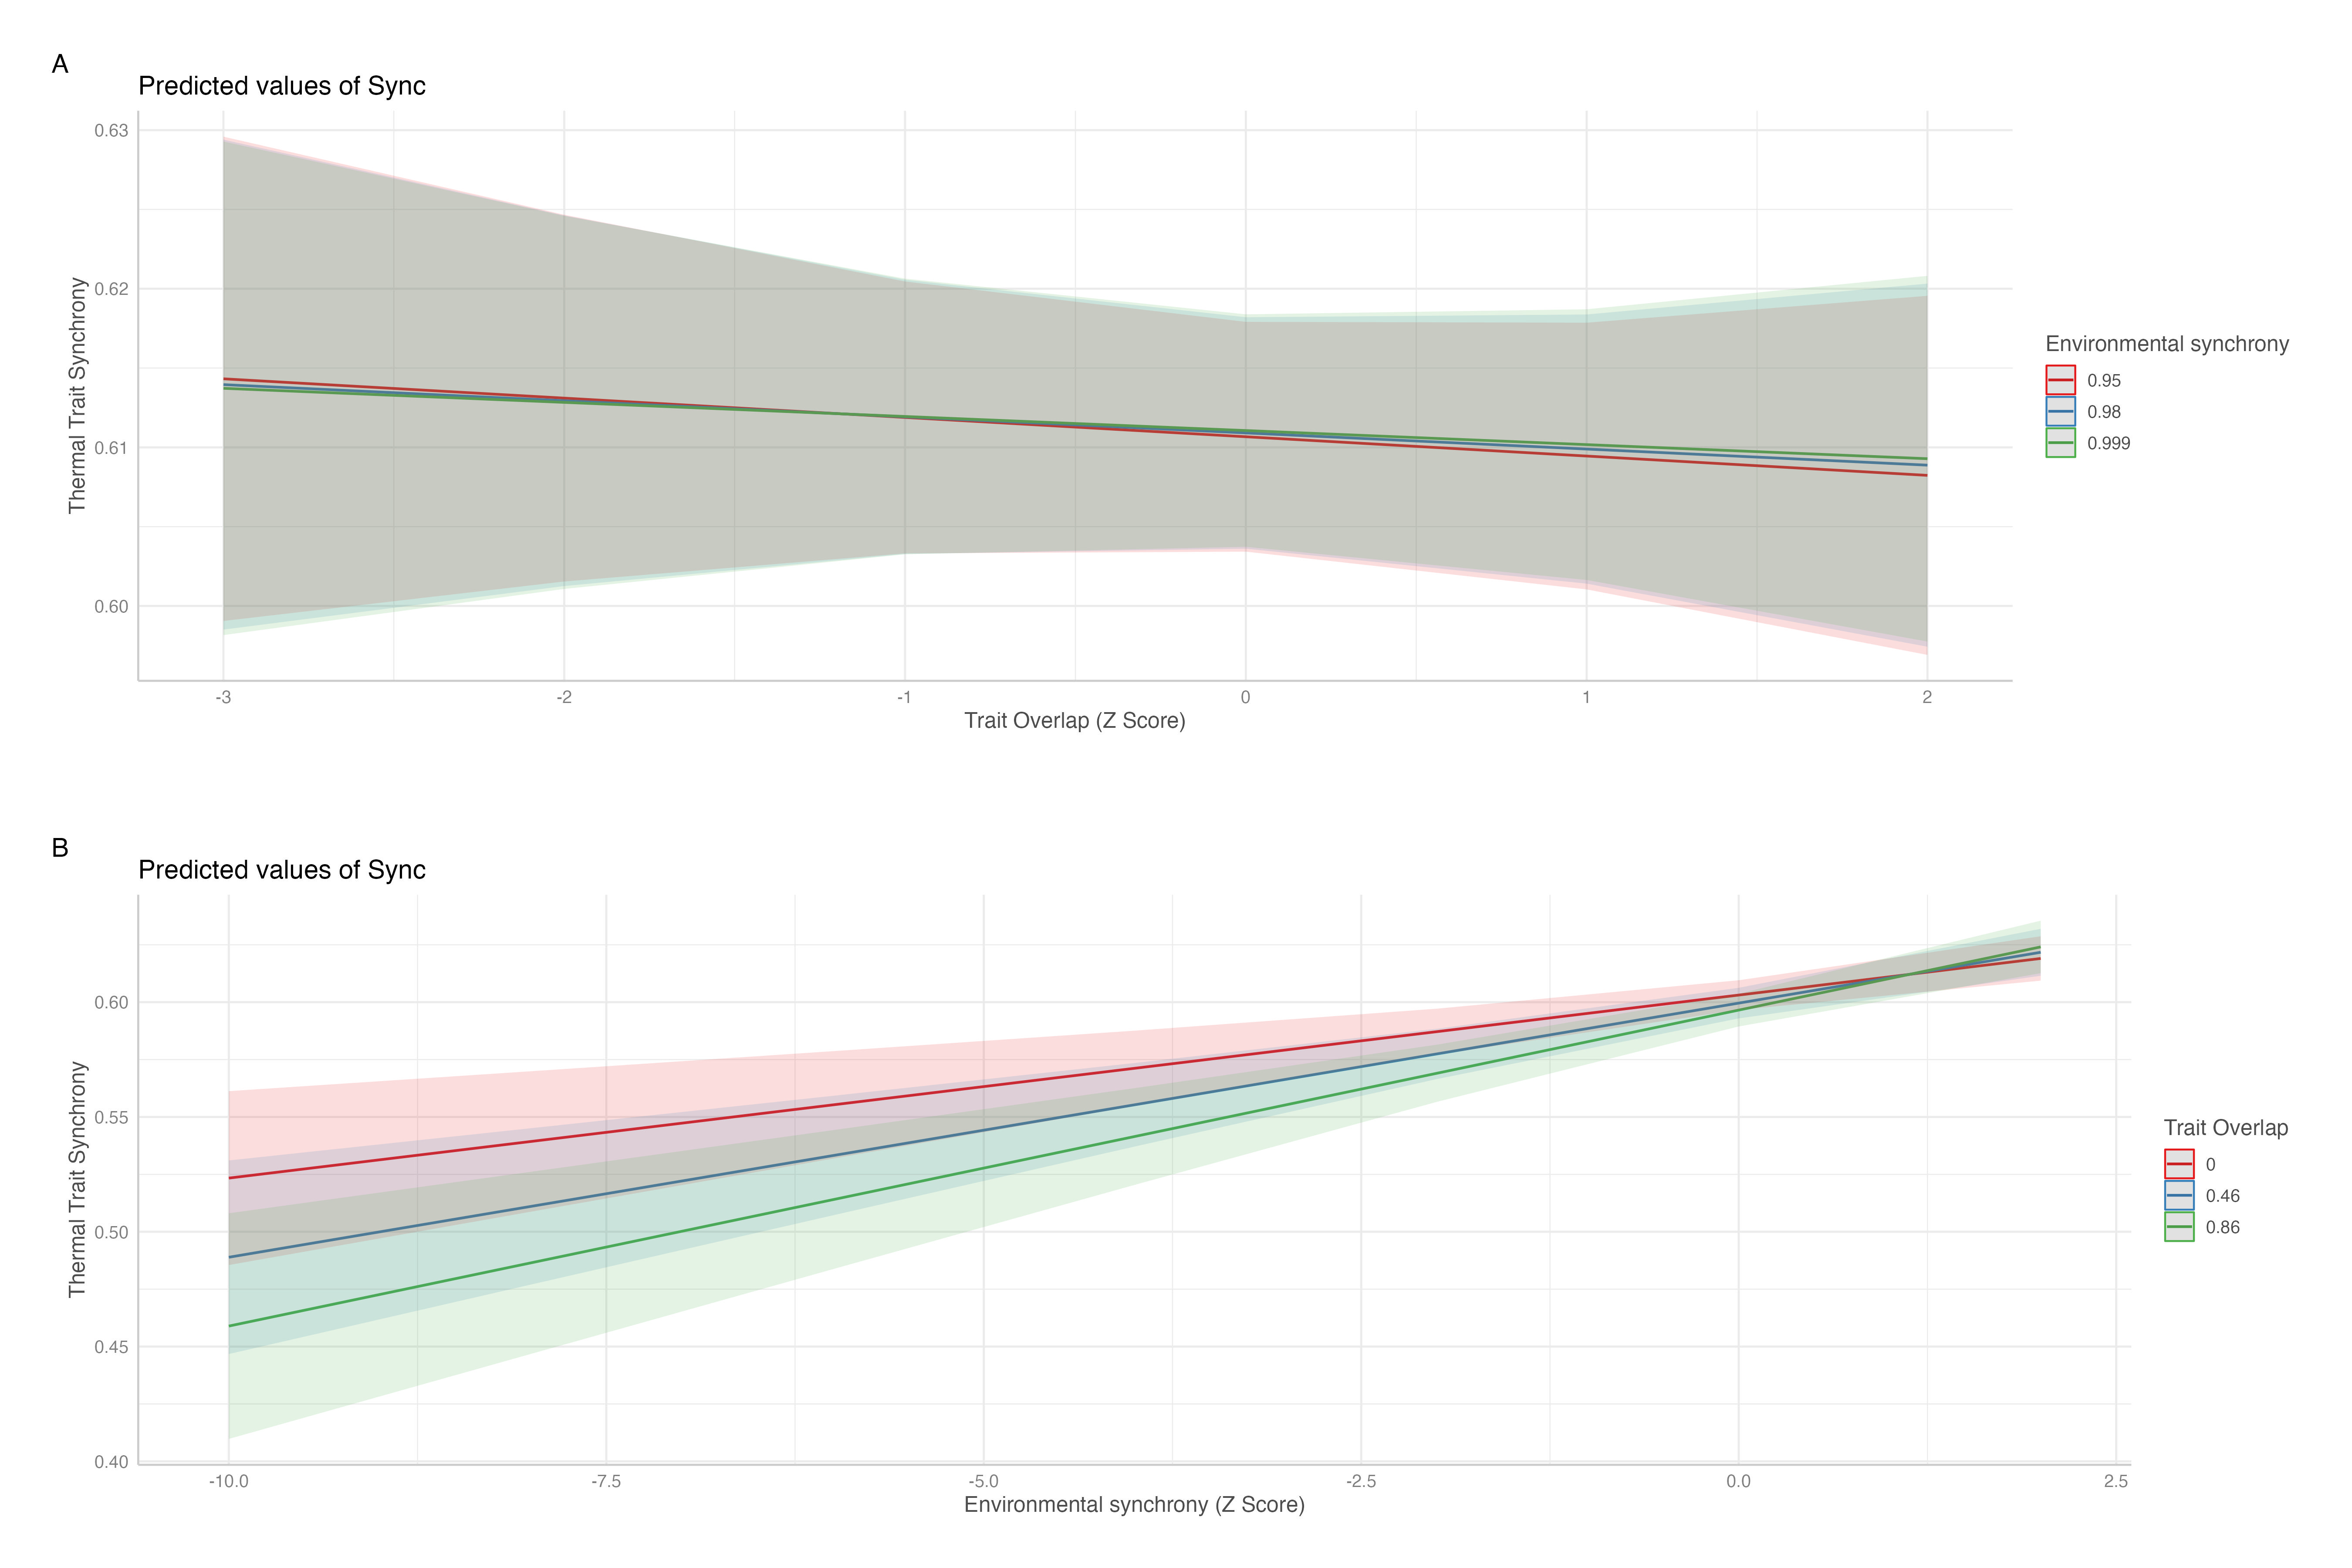 A
Predicted values of Sync
0.63
0.62
0.61
0.60
Thermal Trait Synchrony
-3
-2
-1
0
1
2
Trait Overlap (Z Score)
Environmental synchrony
0.95
0.98
0.999
B
Predicted values of Sync
0.60
0.55
0.50
0.45
0.40
Thermal Trait Synchrony
-10.0
-7.5
-5.0
-2.5
0.0
2.5
Environmental synchrony (Z Score)
Trait Overlap
0
0.46
0.86